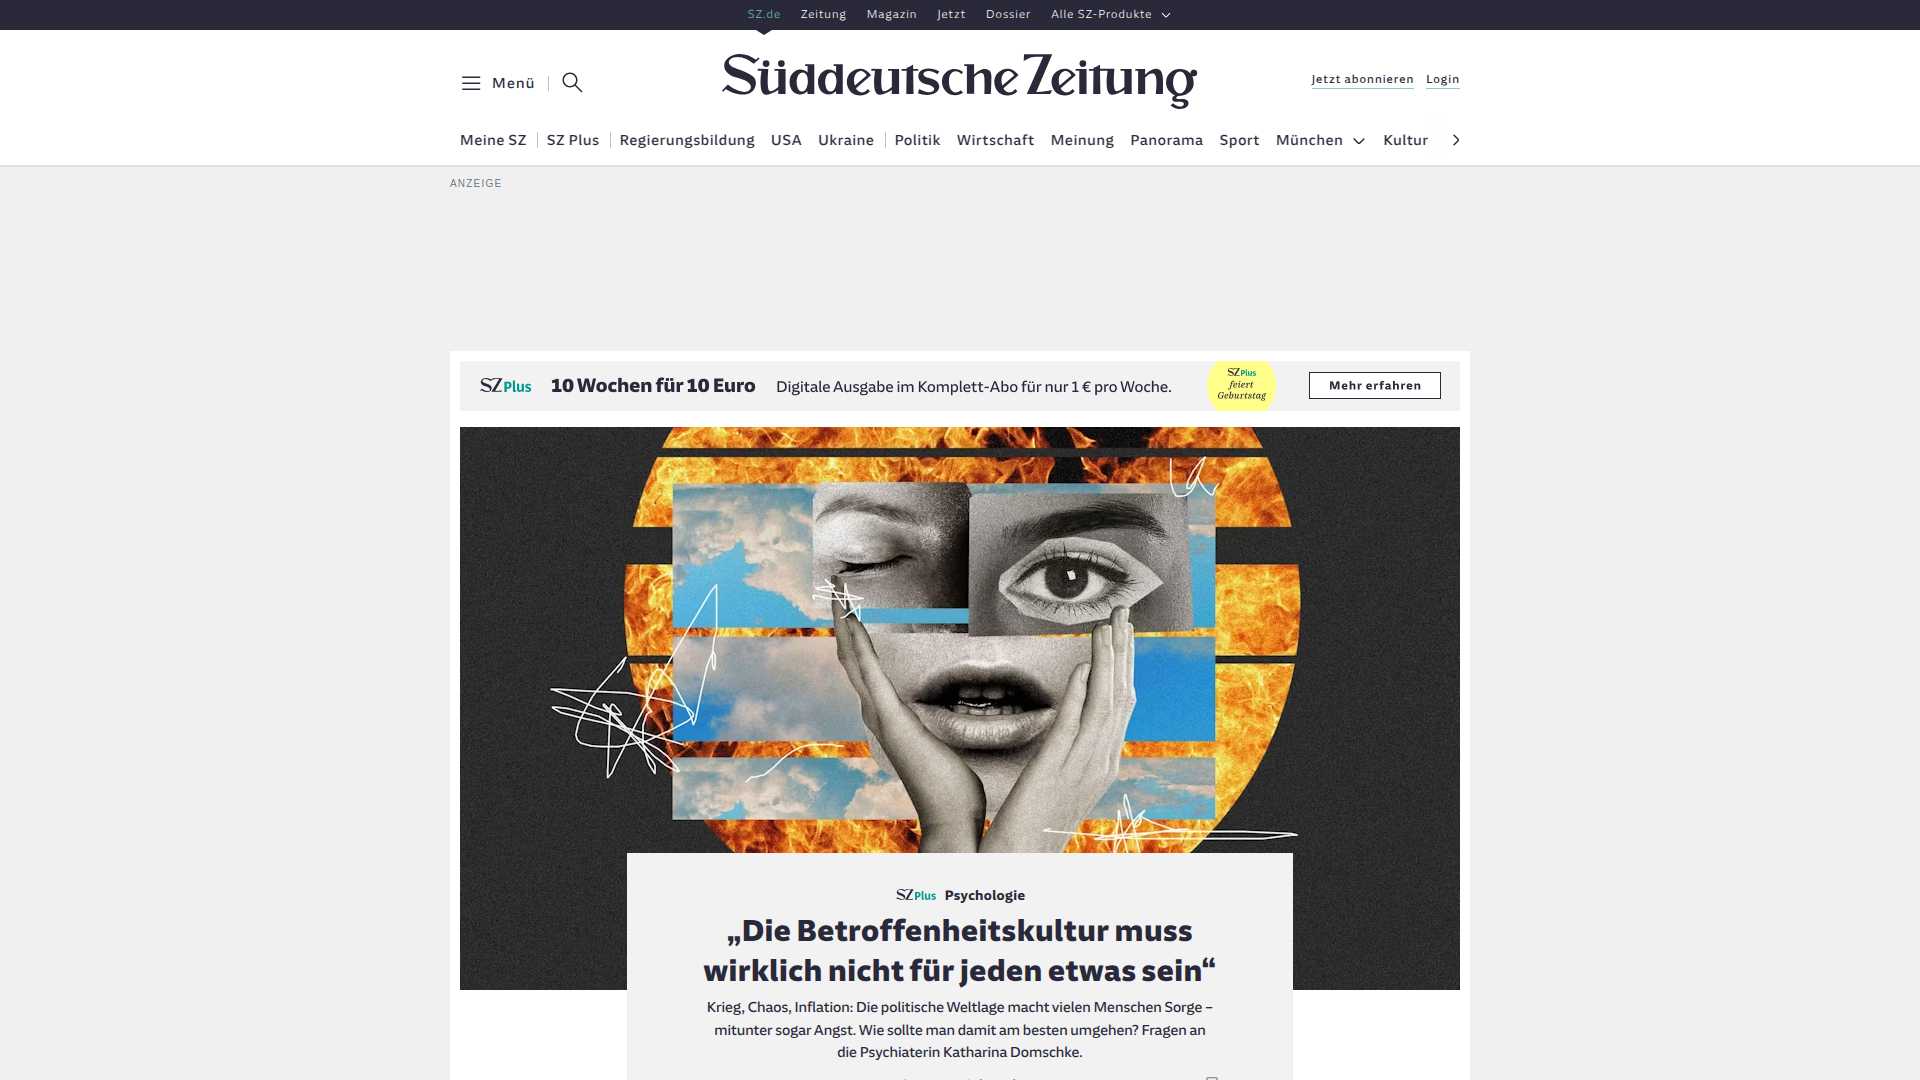 SZ.de Zeitung Magazin Jetzt Dossier Alle SZ-Produkte
Menü
Süddeutsche Zeitung
Jetzt abonnieren Login
Meine SZ SZ Plus Regierungsbildung USA Ukraine Politik Wirtschaft Meinung Panorama Sport München Kultur
ANZEIGE
SZ Plus 10 Wochen für 10 Euro Digitale Ausgabe im Komplett-Abo für nur 1 € pro Woche.
SZ Plus
feiert
Geburtstag
Mehr erfahren
SZ Plus Psychologie
„Die Betroffenheitskultur muss
wirklich nicht für jeden etwas sein“
Krieg, Chaos, Inflation: Die politische Weltlage macht vielen Menschen Sorge –
mitunter sogar Angst. Wie sollte man damit am besten umgehen? Fragen an
die Psychiaterin Katharina Domschke.